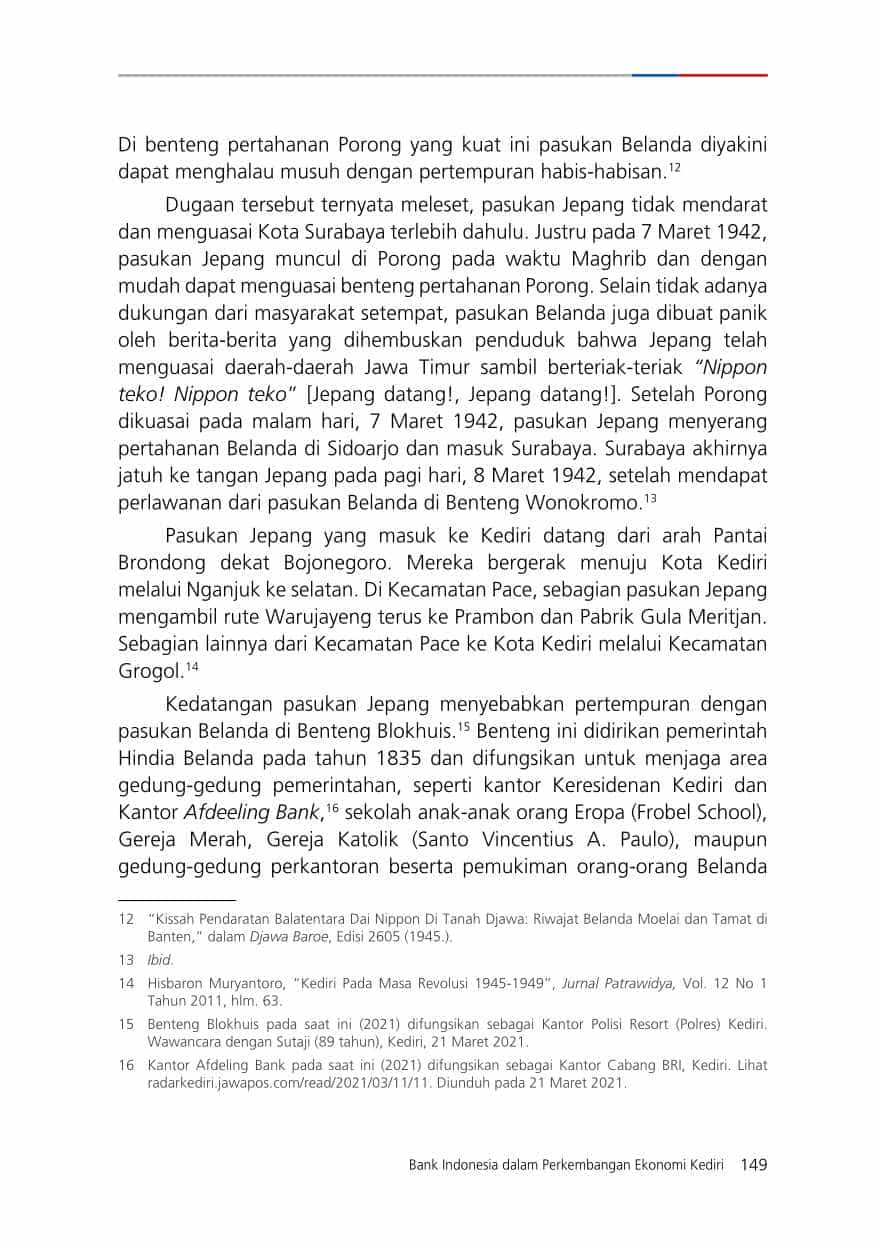 Di benteng pertahanan Porong yang kuat ini pasukan Belanda diyakini
dapat menghalau musuh dengan pertempuran habis-habisan.12
Dugaan tersebut ternyata meleset, pasukan Jepang tidak mendarat
dan menguasai Kota Surabaya terlebih dahulu. Justru pada 7 Maret 1942,
pasukan Jepang muncul di Porong pada waktu Maghrib dan dengan
mudah dapat menguasai benteng pertahanan Porong. Selain tidak adanya
dukungan dari masyarakat setempat, pasukan Belanda juga dibuat panik
oleh berita-berita yang dihembuskan penduduk bahwa Jepang telah
menguasai daerah-daerah Jawa Timur sambil berteriak-teriak “Nippon
teko! Nippon teko” [Jepang datang!, Jepang datang!]. Setelah Porong
dikuasai pada malam hari, 7 Maret 1942, pasukan Jepang menyerang
pertahanan Belanda di Sidoarjo dan masuk Surabaya. Surabaya akhirnya
jatuh ke tangan Jepang pada pagi hari, 8 Maret 1942, setelah mendapat
perlawanan dari pasukan Belanda di Benteng Wonokromo.13
Pasukan Jepang yang masuk ke Kediri datang dari arah Pantai
Brondong dekat Bojonegoro. Mereka bergerak menuju Kota Kediri
melalui Nganjuk ke selatan. Di Kecamatan Pace, sebagian pasukan Jepang
mengambil rute Warujayeng terus ke Prambon dan Pabrik Gula Meritjan.
Sebagian lainnya dari Kecamatan Pace ke Kota Kediri melalui Kecamatan
Grogol.14
Kedatangan pasukan Jepang menyebabkan pertempuran dengan
pasukan Belanda di Benteng Blokhuis.15 Benteng ini didirikan pemerintah
Hindia Belanda pada tahun 1835 dan difungsikan untuk menjaga area
gedung-gedung pemerintahan, seperti kantor Keresidenan Kediri dan
Kantor Afdeeling Bank,16 sekolah anak-anak orang Eropa (Frobel School),
Gereja Merah, Gereja Katolik (Santo Vincentius A. Paulo), maupun
gedung-gedung perkantoran beserta pemukiman orang-orang Belanda
12 “Kissah Pendaratan Balatentara Dai Nippon Di Tanah Djawa: Riwajat Belanda Moelai dan Tamat di
Banten,” dalam Djawa Baroe, Edisi 2605 (1945.).
13 Ibid.
14 Hisbaron Muryantoro, “Kediri Pada Masa Revolusi 1945-1949”, Jurnal Patrawidya, Vol. 12 No 1
Tahun 2011, hlm. 63.
15 Benteng Blokhuis pada saat ini (2021) difungsikan sebagai Kantor Polisi Resort (Polres) Kediri.
Wawancara dengan Sutaji (89 tahun), Kediri, 21 Maret 2021.
16 Kantor Afdeling Bank pada saat ini (2021) difungsikan sebagai Kantor Cabang BRI, Kediri. Lihat
radarkediri.jawapos.com/read/2021/03/11/11. Diunduh pada 21 Maret 2021.
Bank Indonesia dalam Perkembangan Ekonomi Kediri 149